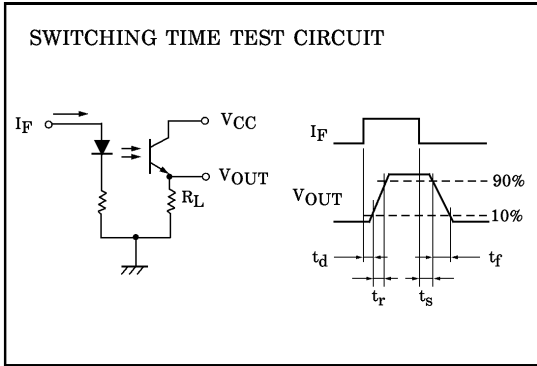 SWITCHING TIME TEST CIRCUIT
IF
VCC
VOUT
RL
IF
VOUT
90%
10%
td
tr
ts
tf